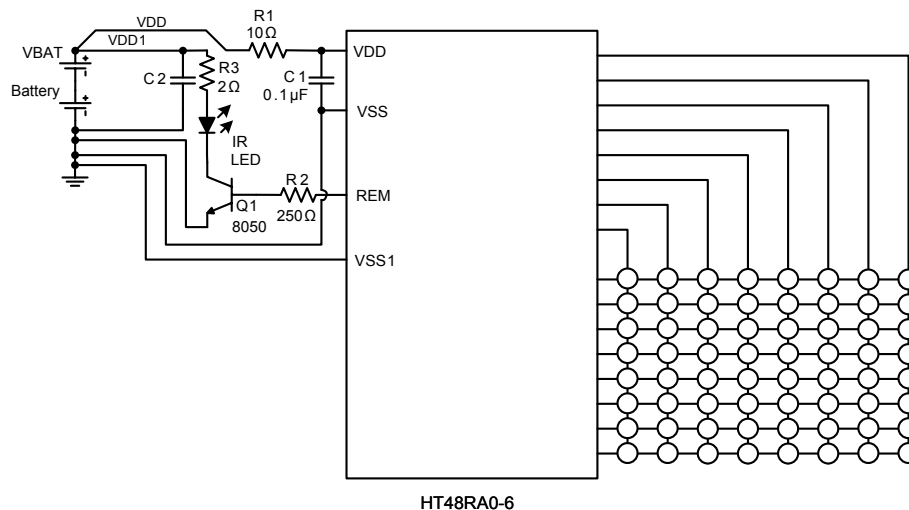 VDD
VDD1
VBAT
Battery
+
-
+
-
R1
10Ω
C2
R3
2Ω
C1
0.1µF
IR
LED
Q1
8050
R2
250Ω
VDD
VSS
REM
VSS1
HT48RA0-6